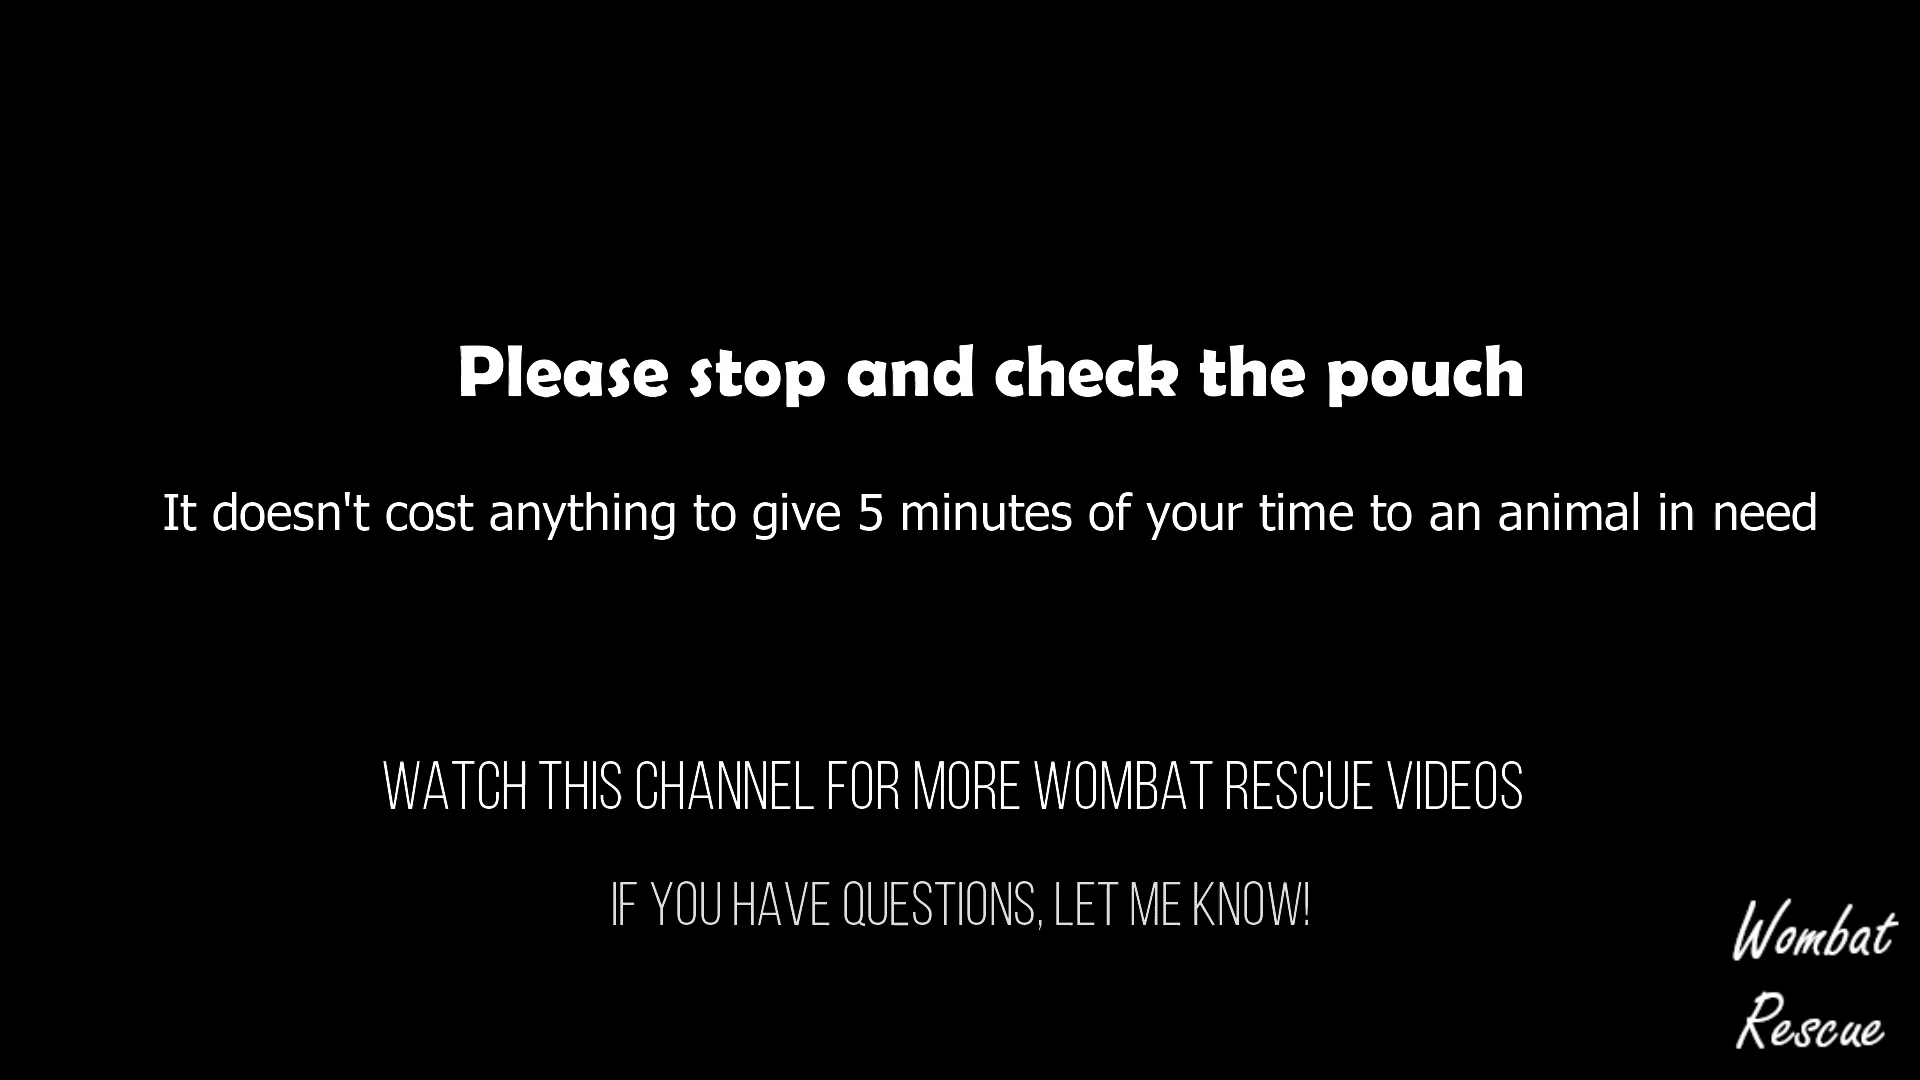 Please stop and check the pouch
It doesn't cost anything to give 5 minutes of your time to an animal in need
WATCH THIS CHANNEL FOR MORE WOMBAT RESCUE VIDEOS
IF YOU HAVE QUESTIONS, LET ME KNOW!
Wombat
Rescue